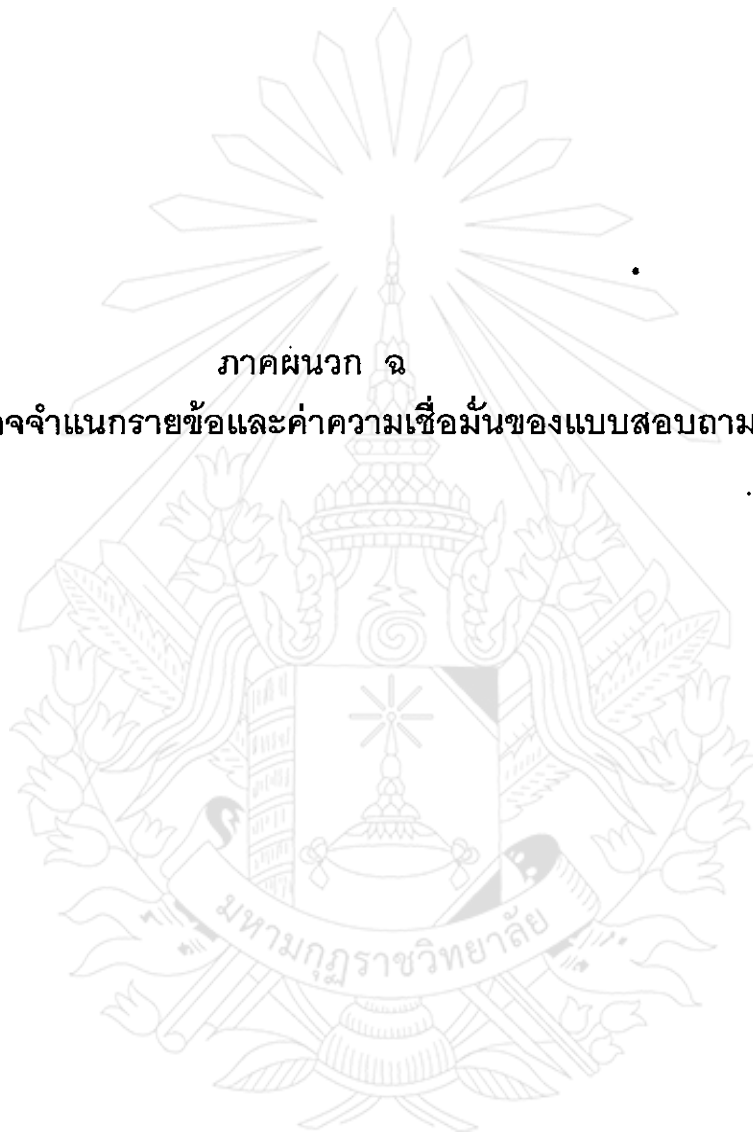 ภาคผนวก ฉ
จำแนกรายข้อและค่าความเชื่อมั่นของแบบสอบถาม
มหามกุฏราชวิทยาลัย